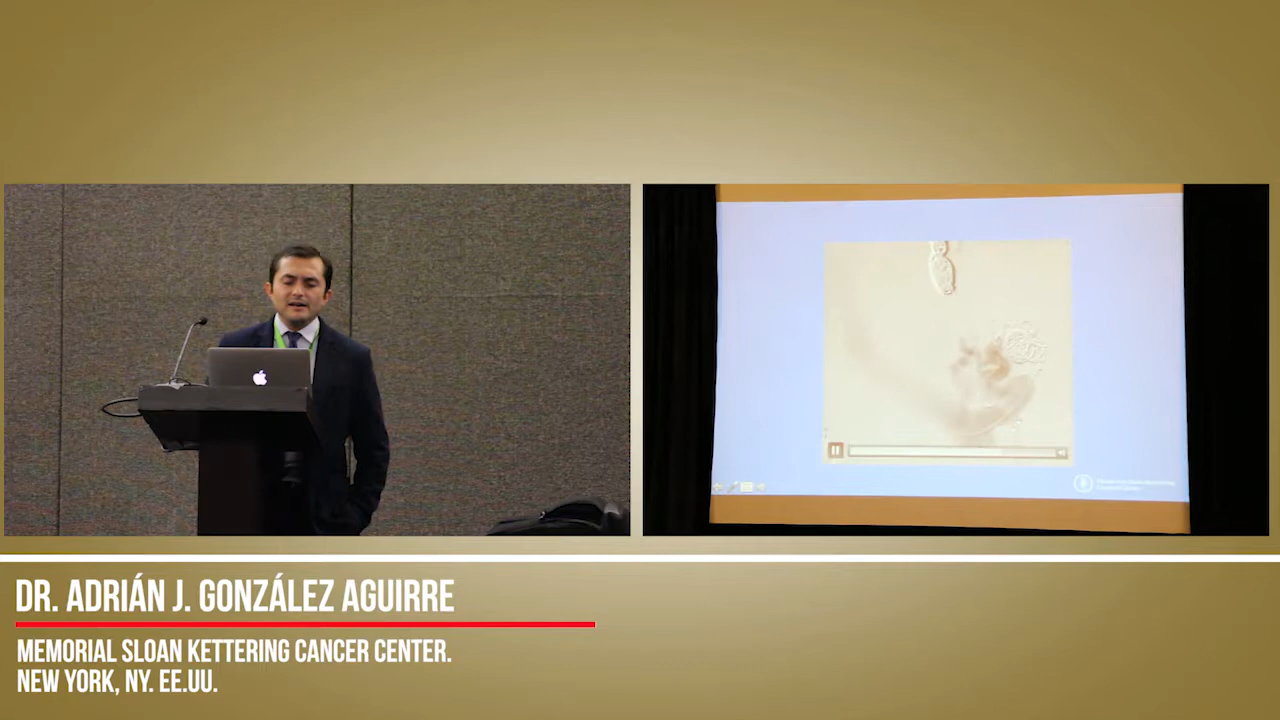 DR. ADRIÁN J. GONZÁLEZ AGUIRRE
MEMORIAL SLOAN KETTERING CANCER CENTER.
NEW YORK, NY. EE.UU.